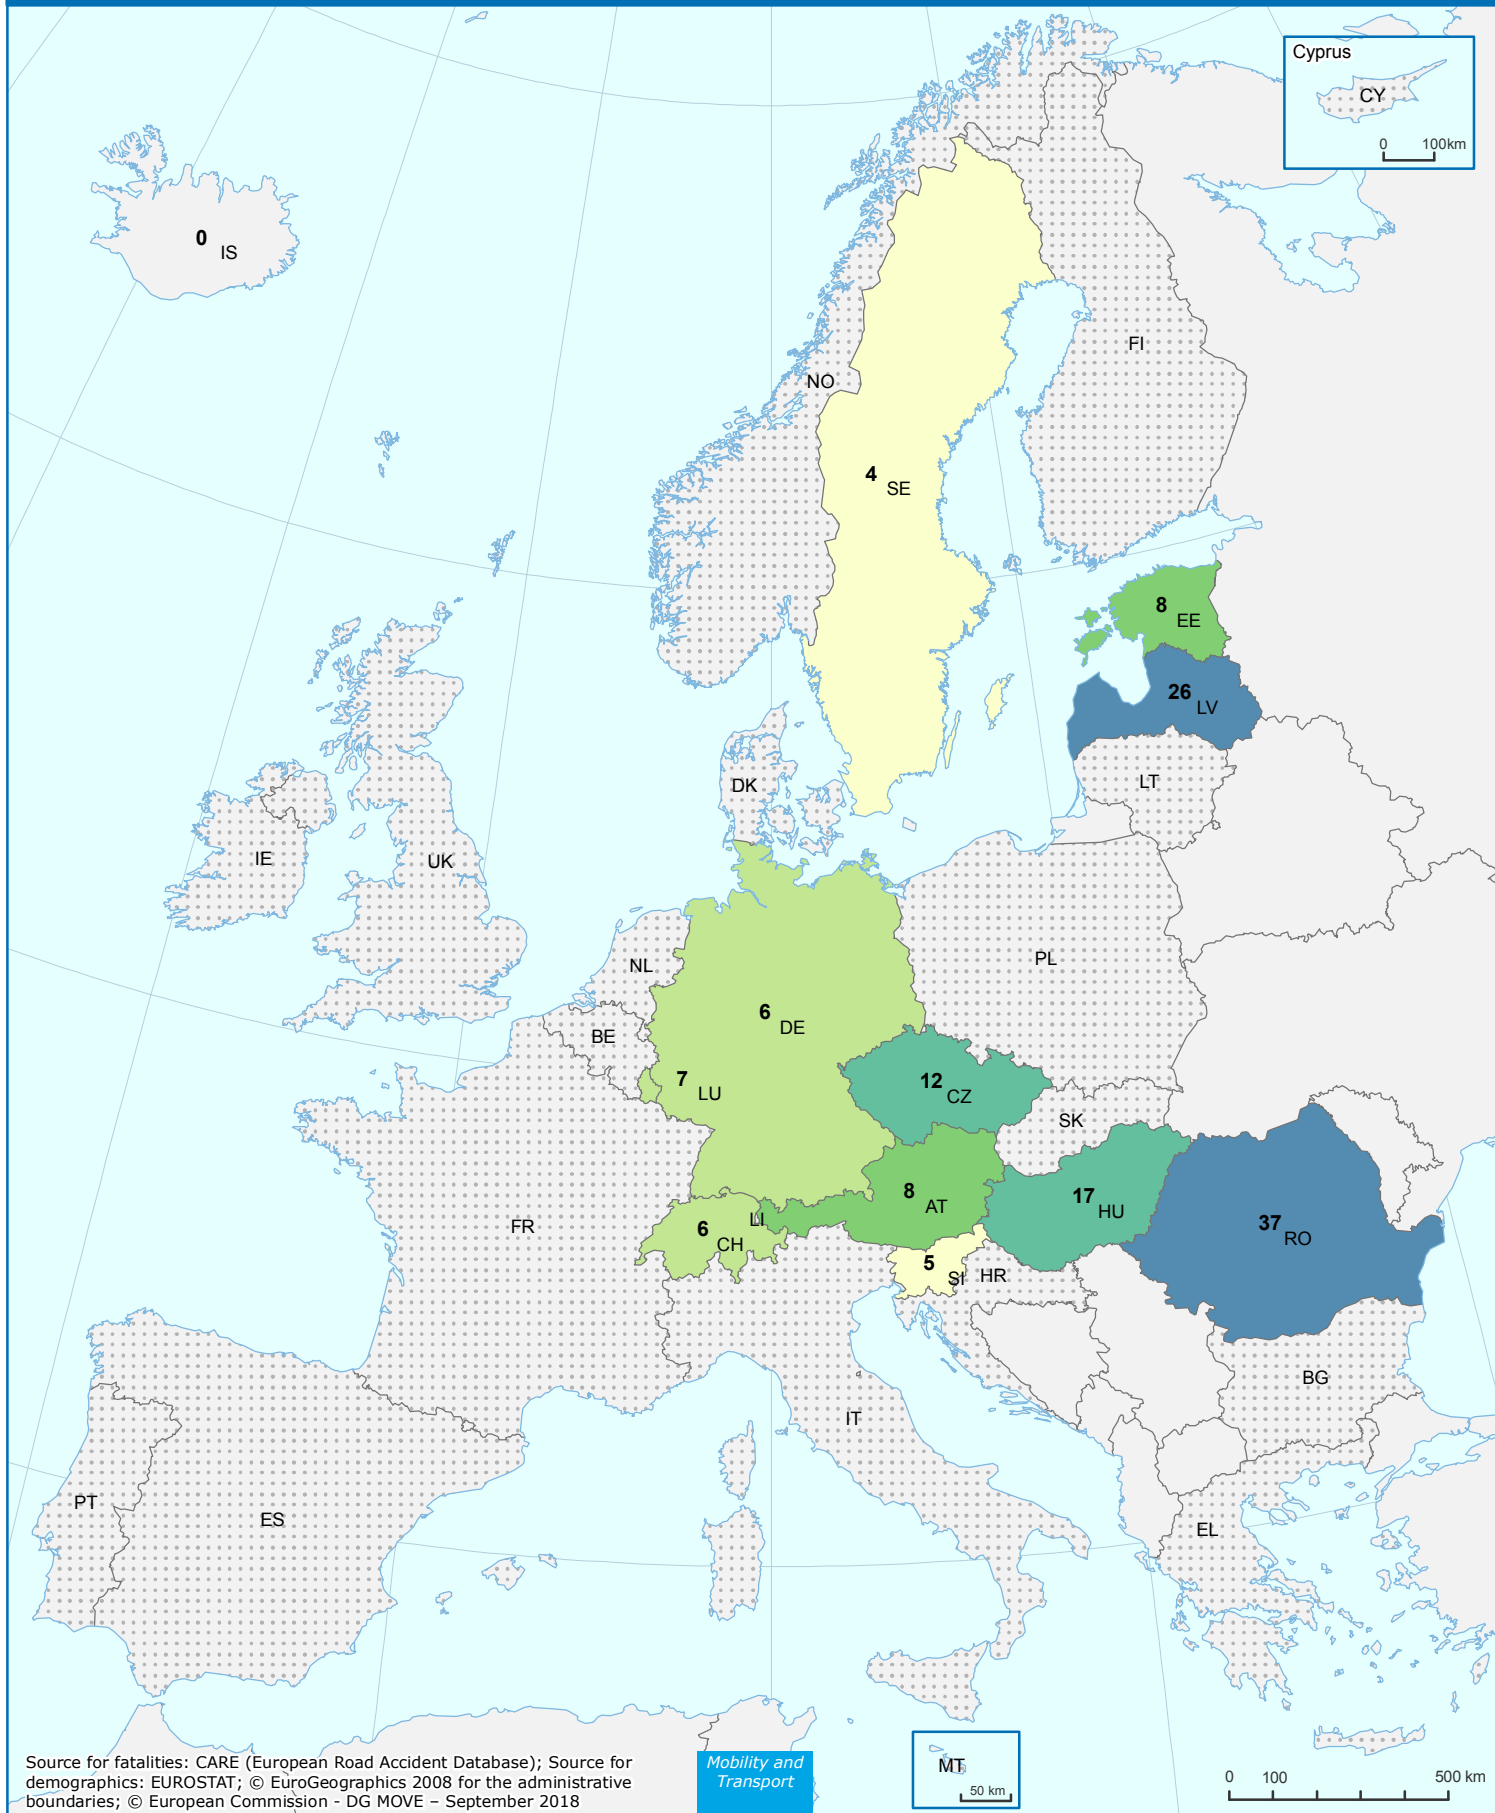 Cyprus
CY
0 100km
0 IS
FI
NO
4 SE
8 EE
26 LV
LT
DK
IE
UK
NL
PL
6 DE
BE
7 LU
12 CZ
SK
8 AT
17 HU
LI
6 CH
FR
37 RO
5 SI
HR
BG
IT
PT
ES
EL
Source for fatalities: CARE (European Road Accident Database); Source for
demographics: EUROSTAT; © EuroGeographics 2008 for the administrative
boundaries; © European Commission - DG MOVE – September 2018
Mobility and
Transport
MT
50 km
0 100 500 km